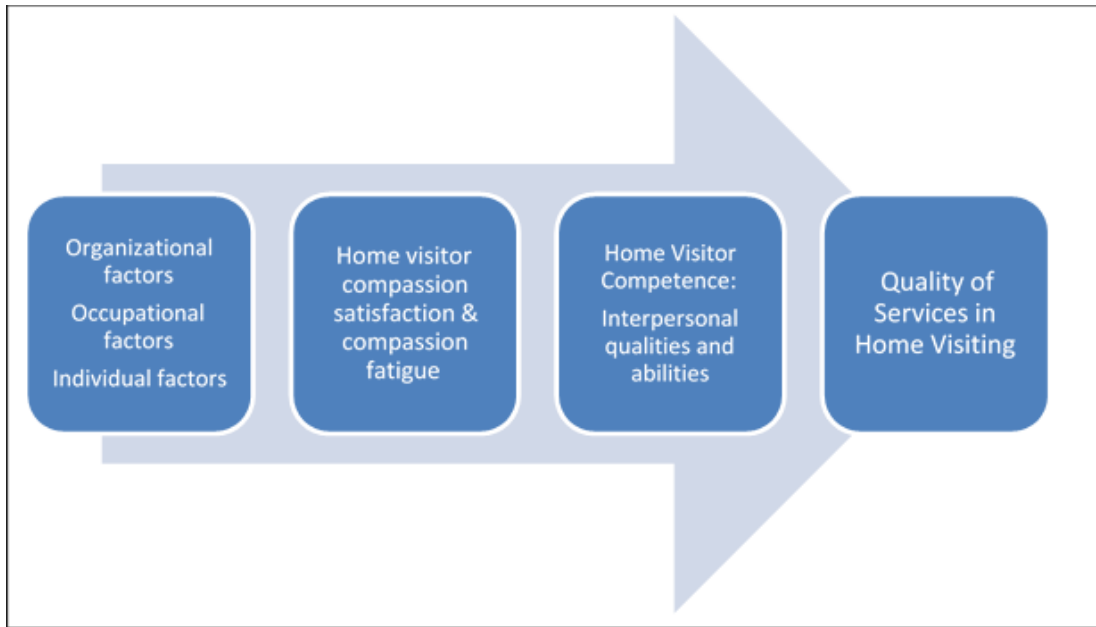 Organizational
factors
Occupational
factors
Individual factors
Home visitor
compassion
satisfaction &
compassion
fatigue
Home Visitor
Competence:
Interpersonal
qualities and
abilities
Quality of
Services in
Home Visiting